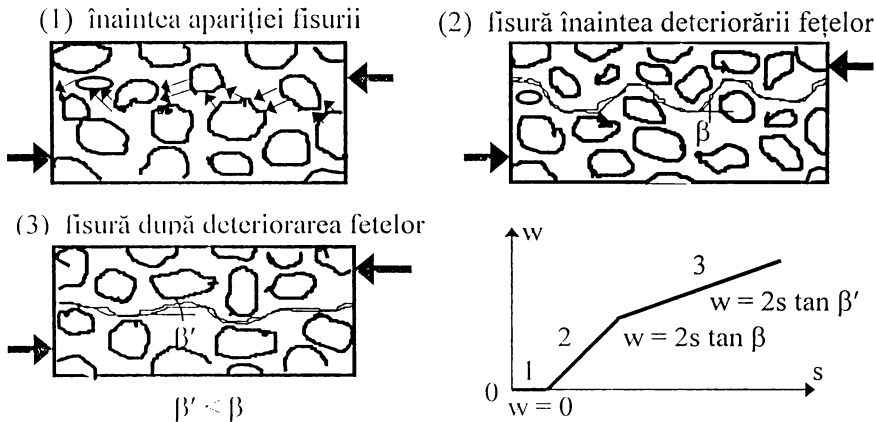 (1) înaintea apariției fisurii
(2) fisură înaintea deteriorării fețelor
β
(3) fisură după deteriorarea fețelor
β′
β′ < β
w
3
w = 2s tan β′
2
w = 2s tan β
1
s
0
w = 0